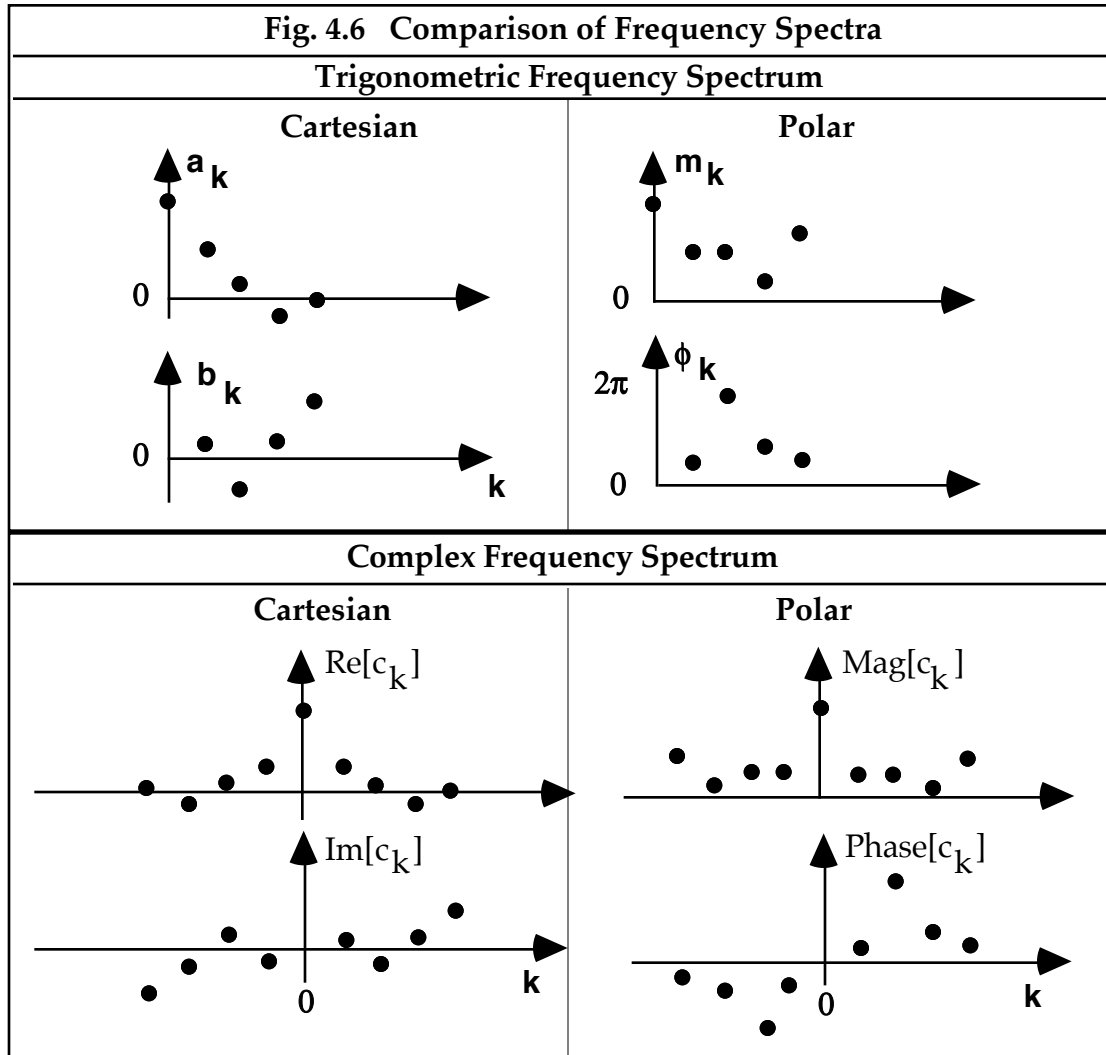 Fig. 4.6 Comparison of Frequency Spectra
Trigonometric Frequency Spectrum
Cartesian
a k
0
b k
0
k
Polar
m k
0
ϕ k
2π
0
Complex Frequency Spectrum
Cartesian
Re[c k]
Im[c k]
0
k
Polar
Mag[c k]
Phase[c k]
0
k